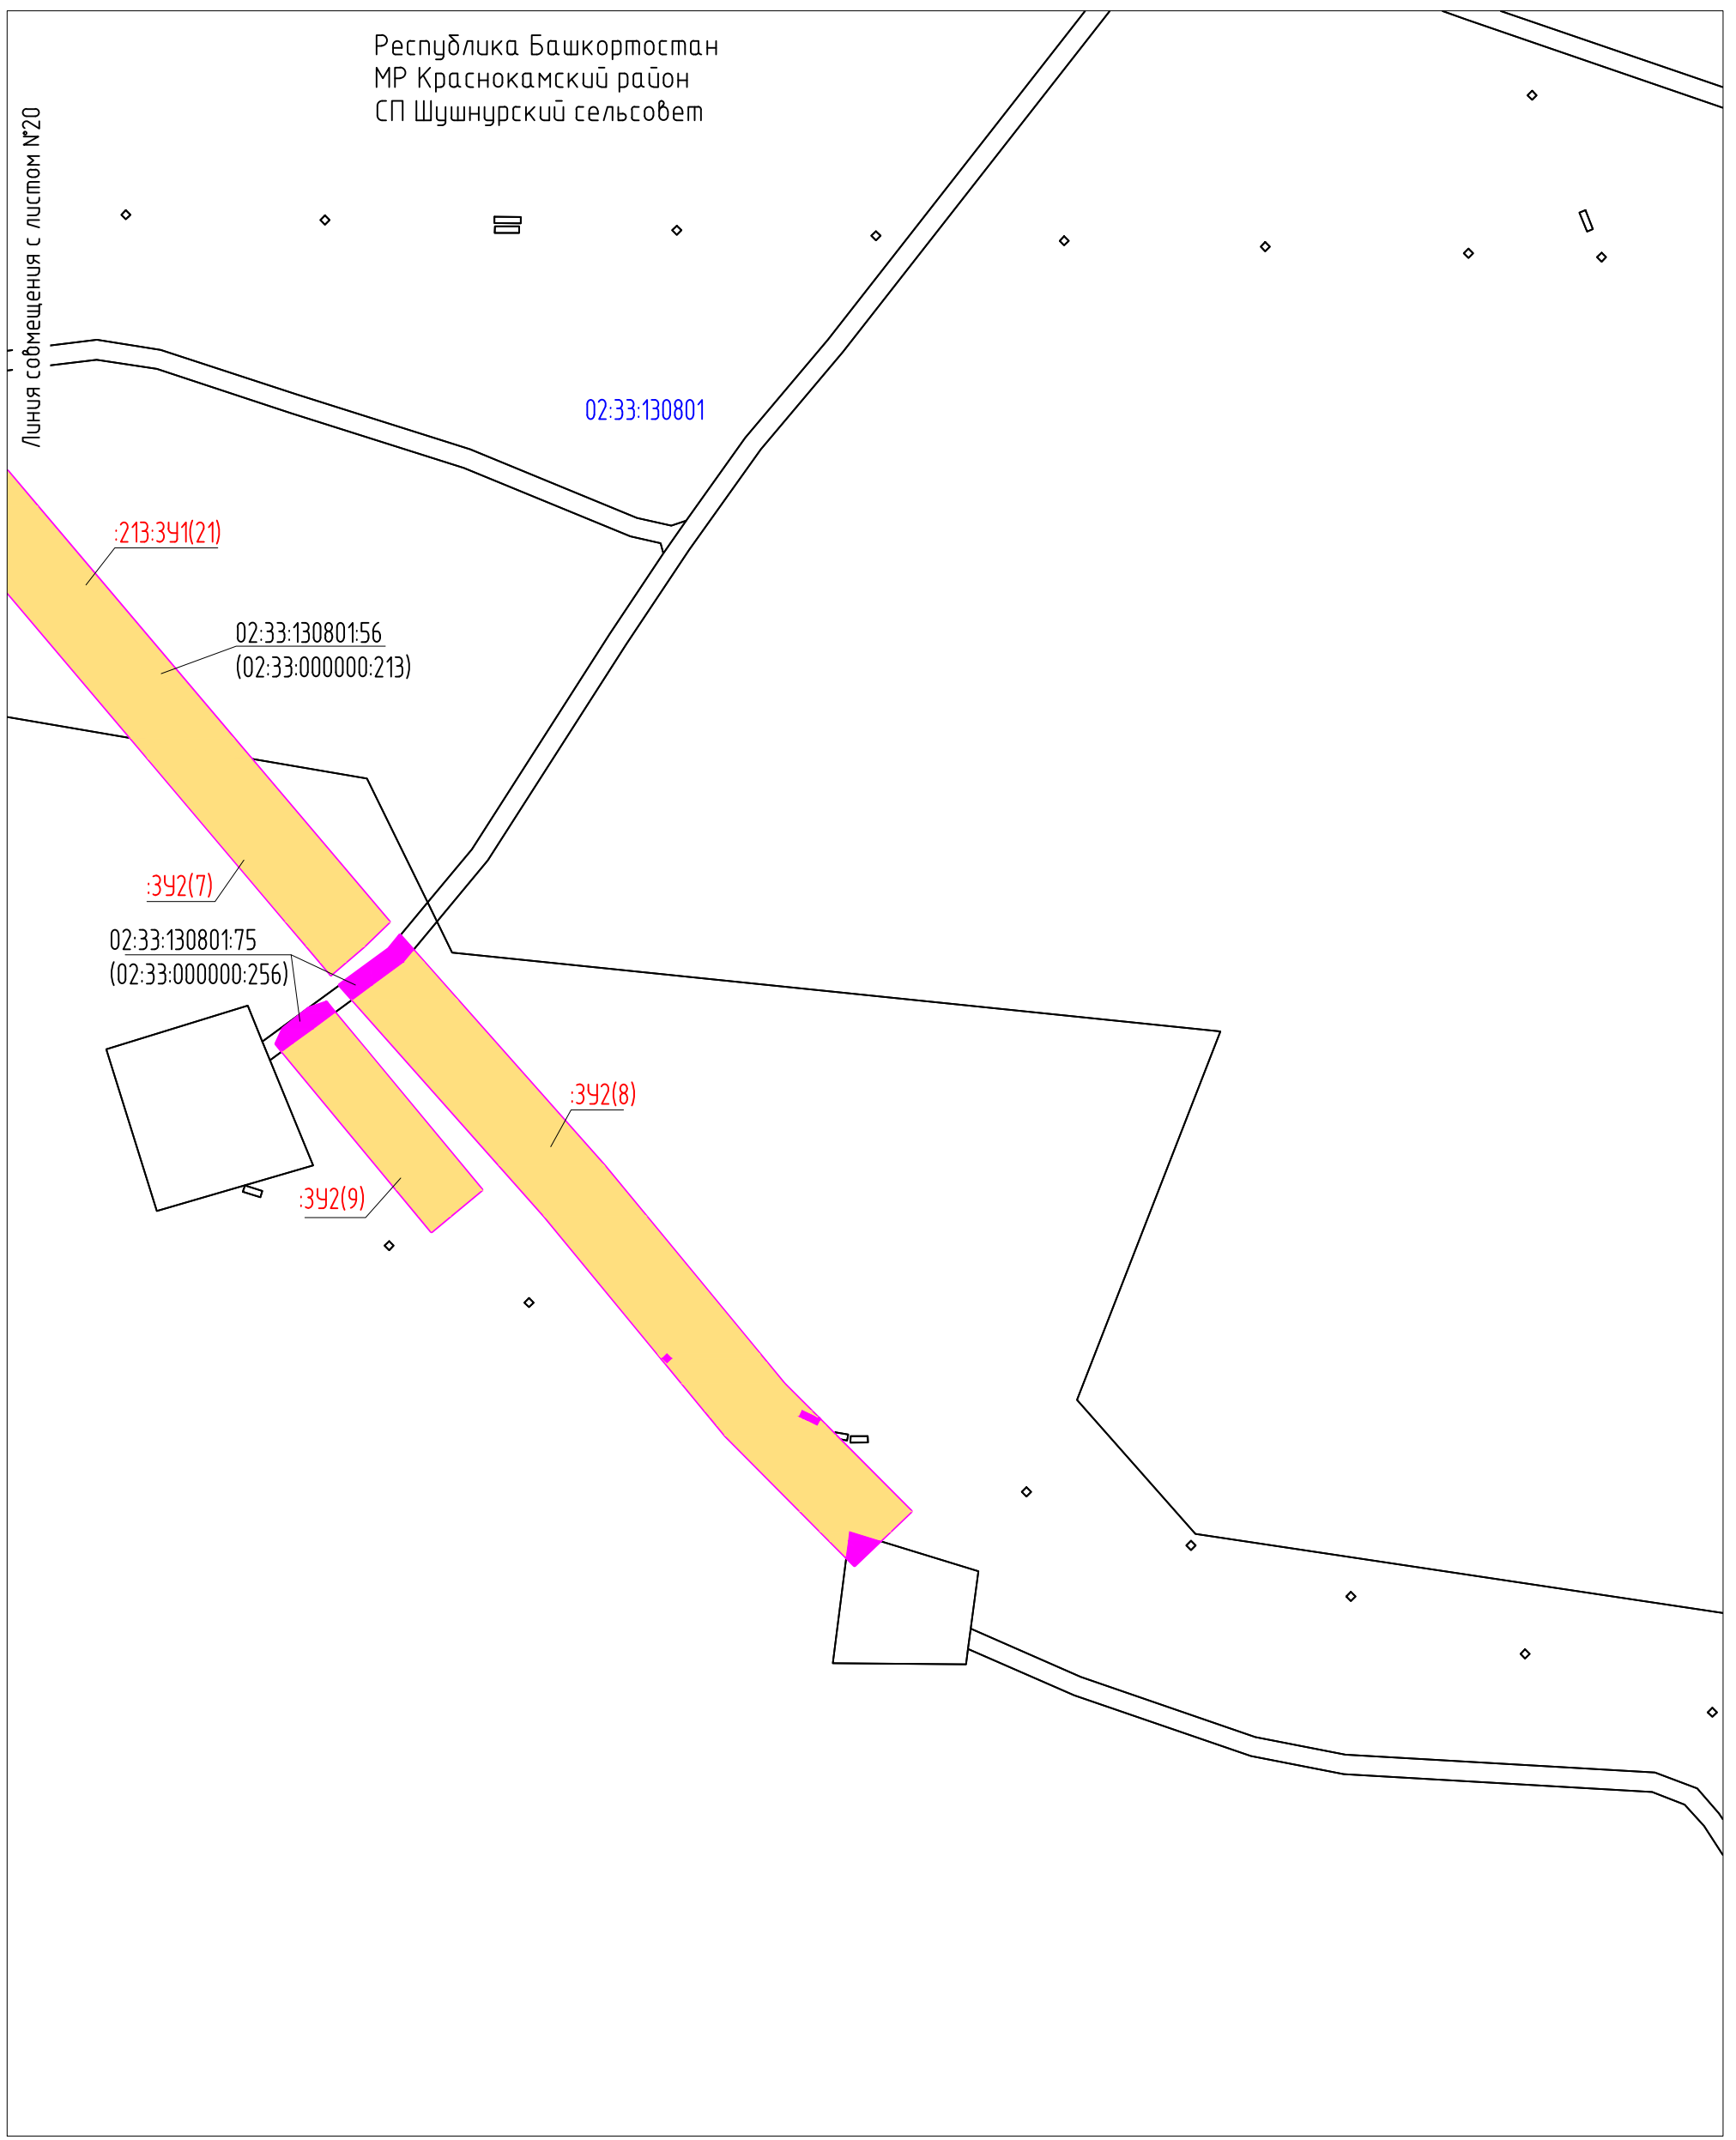 Республика Башкортостан
МР Краснокамский район
СП Шушнурский сельсовет
Линия совмещения с листом №20
02:33:130801
:213:ЗУ1(21)
02:33:130801:56
(02:33:000000:213)
:ЗУ2(7)
02:33:130801:75
(02:33:000000:256)
:ЗУ2(8)
:ЗУ2(9)